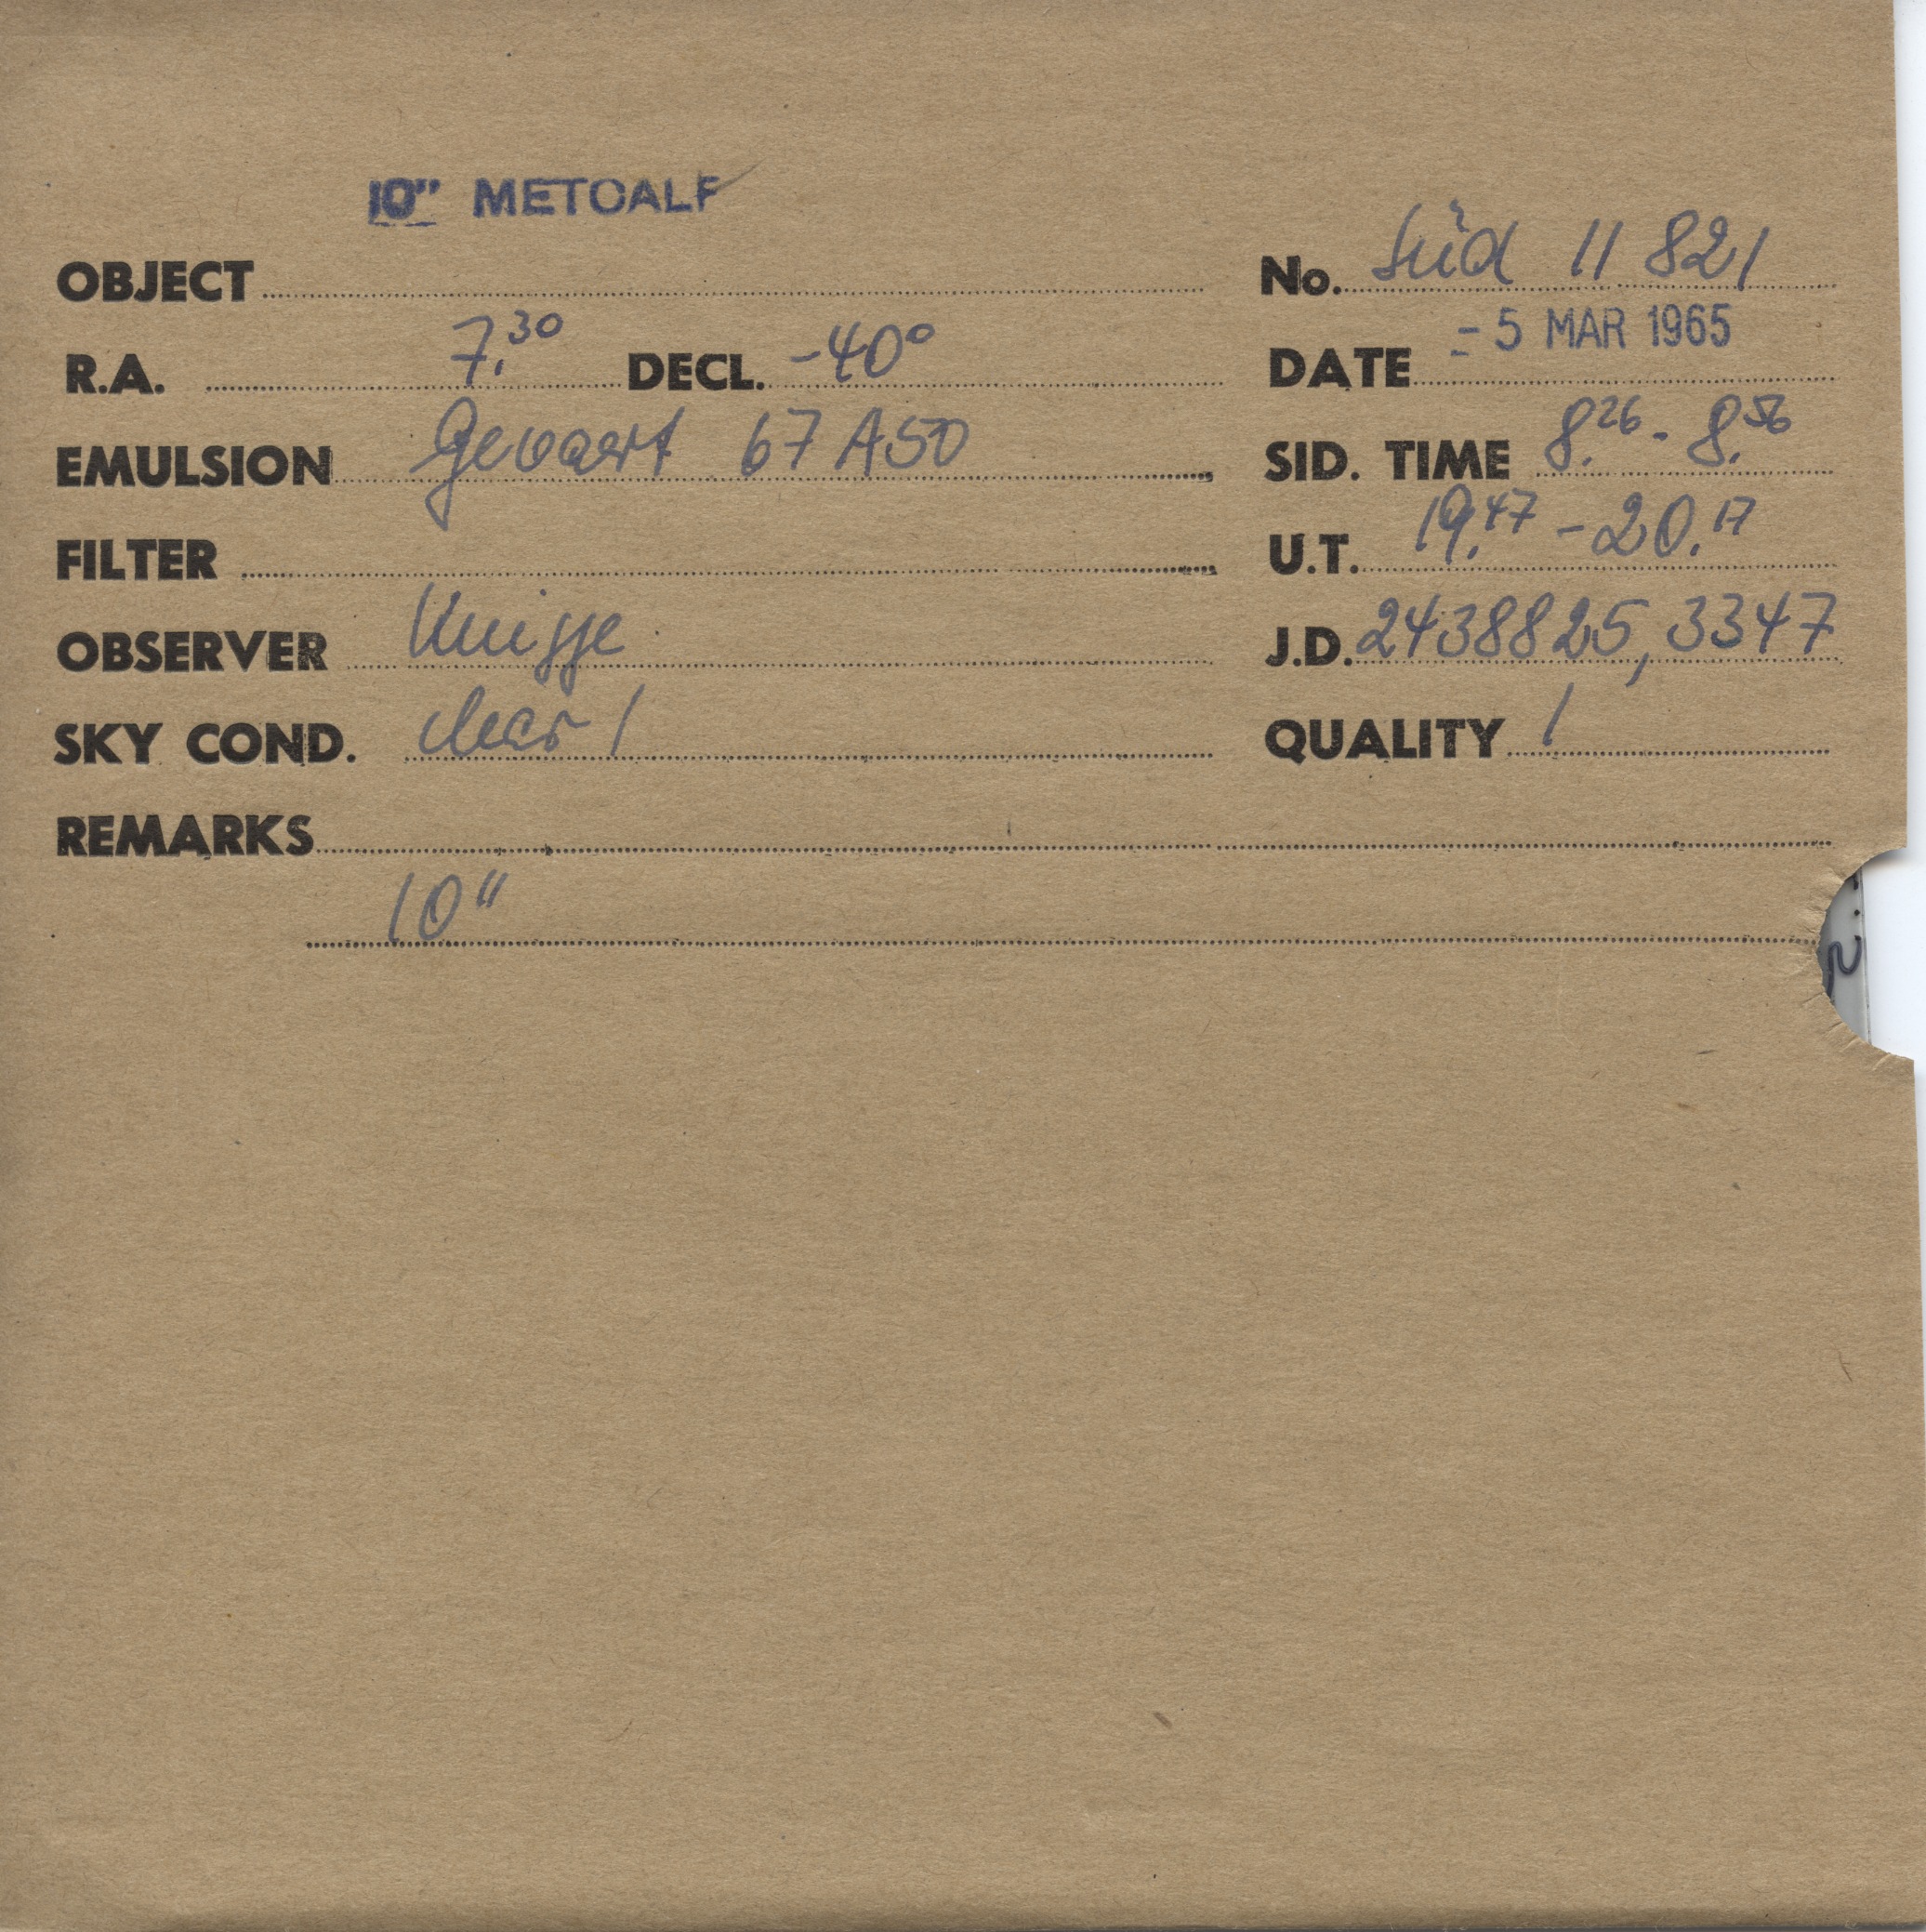 10" METCALF
OBJECT
No. Süd 11 821
R.A. 7.30 DECL. -40°
DATE - 5 MAR 1965
EMULSION Gevaert 67 A50
SID. TIME 8.26 - 8.56
FILTER
U.T. 19.47 - 20.17
OBSERVER Knigge
J.D. 2438825,3347
SKY COND. clear 1
QUALITY 1
REMARKS
10"